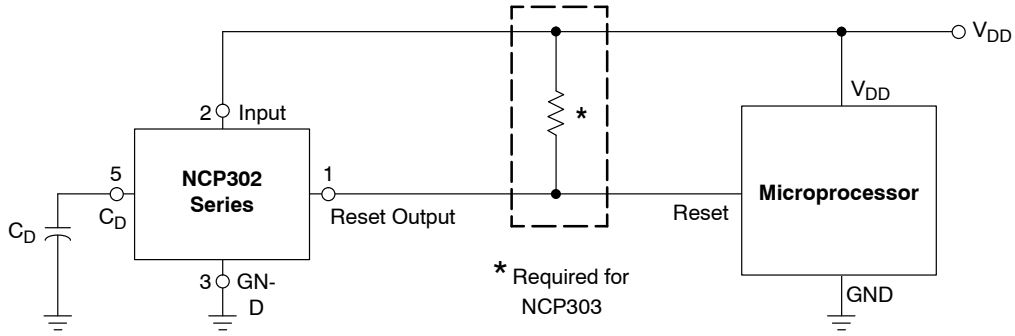 V_DD
V_DD
2 Input
*
5
C_D
NCP302
Series
1
Reset Output
Reset
Microprocessor
C_D
3 GN-
D
* Required for
NCP303
GND